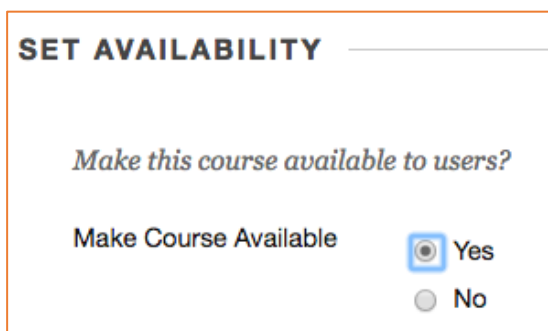 SET AVAILABILITY
Make this course available to users?
Make Course Available
Yes
No